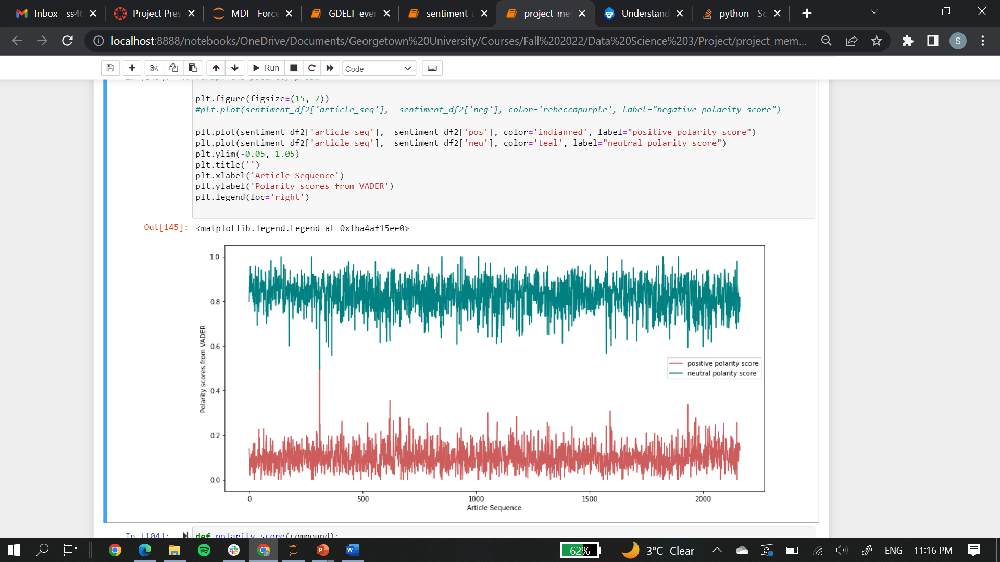 Inbox - ss46
Project Pres
MDI - Force
GDELT_ever
sentiment_a
project_me
Understand
python - Sc
localhost:8888/notebooks/OneDrive/Documents/Georgetown%20University/Courses/Fall%202022/Data%20Science%203/Project/project_mem...
S
Run
Code
plt.figure(figsize=(15, 7))
#plt.plot(sentiment_df2['article_seq'],  sentiment_df2['neg'], color='rebeccapurple', label="negative polarity score")
plt.plot(sentiment_df2['article_seq'],  sentiment_df2['pos'], color='indianred', label="positive polarity score")
plt.plot(sentiment_df2['article_seq'],  sentiment_df2['neu'], color='teal', label="neutral polarity score")
plt.ylim(-0.05, 1.05)
plt.title('')
plt.xlabel('Article Sequence')
plt.ylabel('Polarity scores from VADER')
plt.legend(loc='right')
Out[145]: <matplotlib.legend.Legend at 0x1ba4af15ee0>
1.0
0.8
0.6
0.4
0.2
0.0
Polarity scores from VADER
positive polarity score
neutral polarity score
0 500 1000 1500 2000
Article Sequence
In [104]: def polarity_score(compound):
62% 3°C Clear ENG 11:16 PM